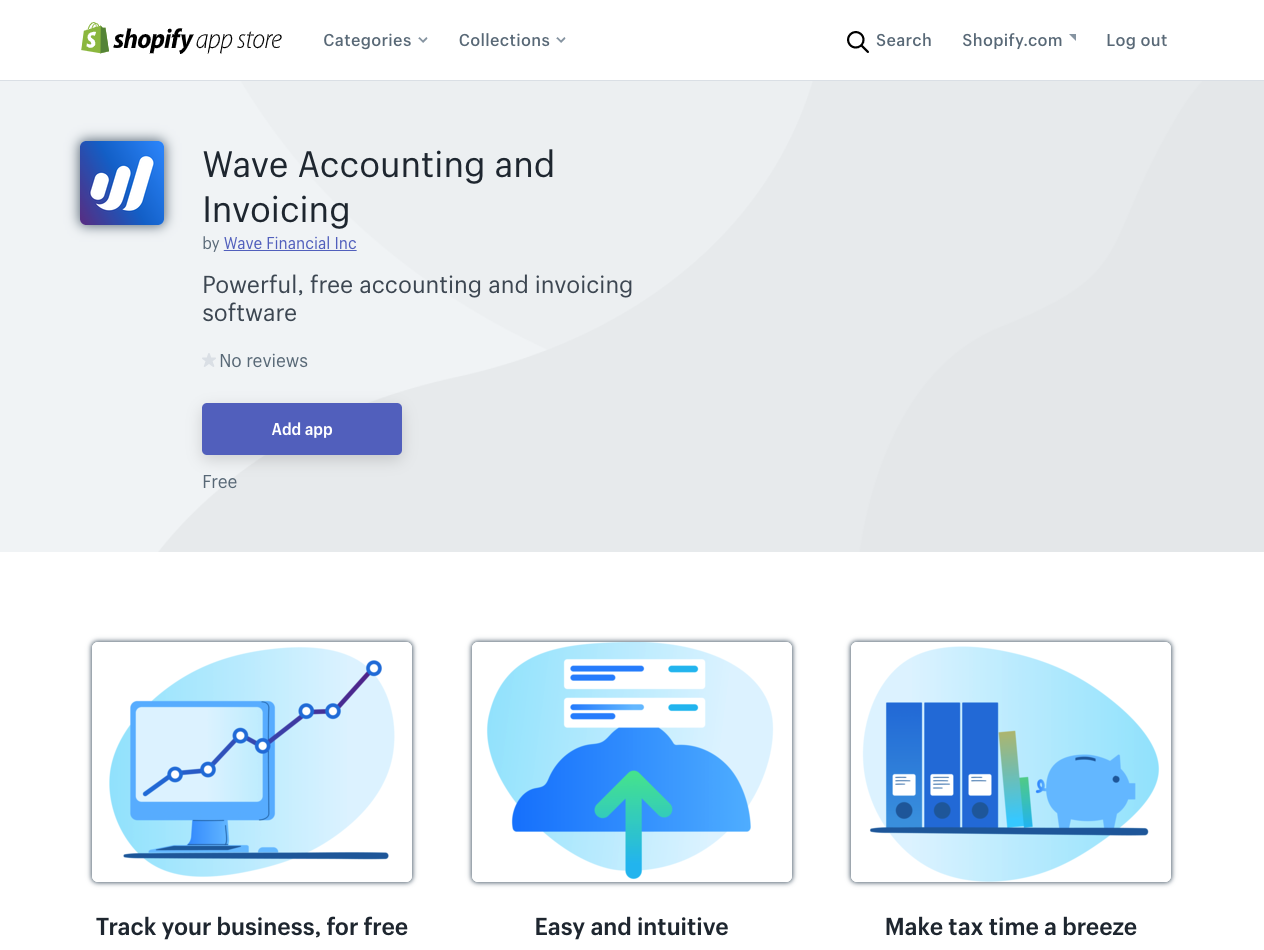 shopify app store
Categories
Collections
Search
Shopify.com
Log out
Wave Accounting and
Invoicing
by Wave Financial Inc
Powerful, free accounting and invoicing
software
No reviews
Add app
Free
Track your business, for free
Easy and intuitive
Make tax time a breeze